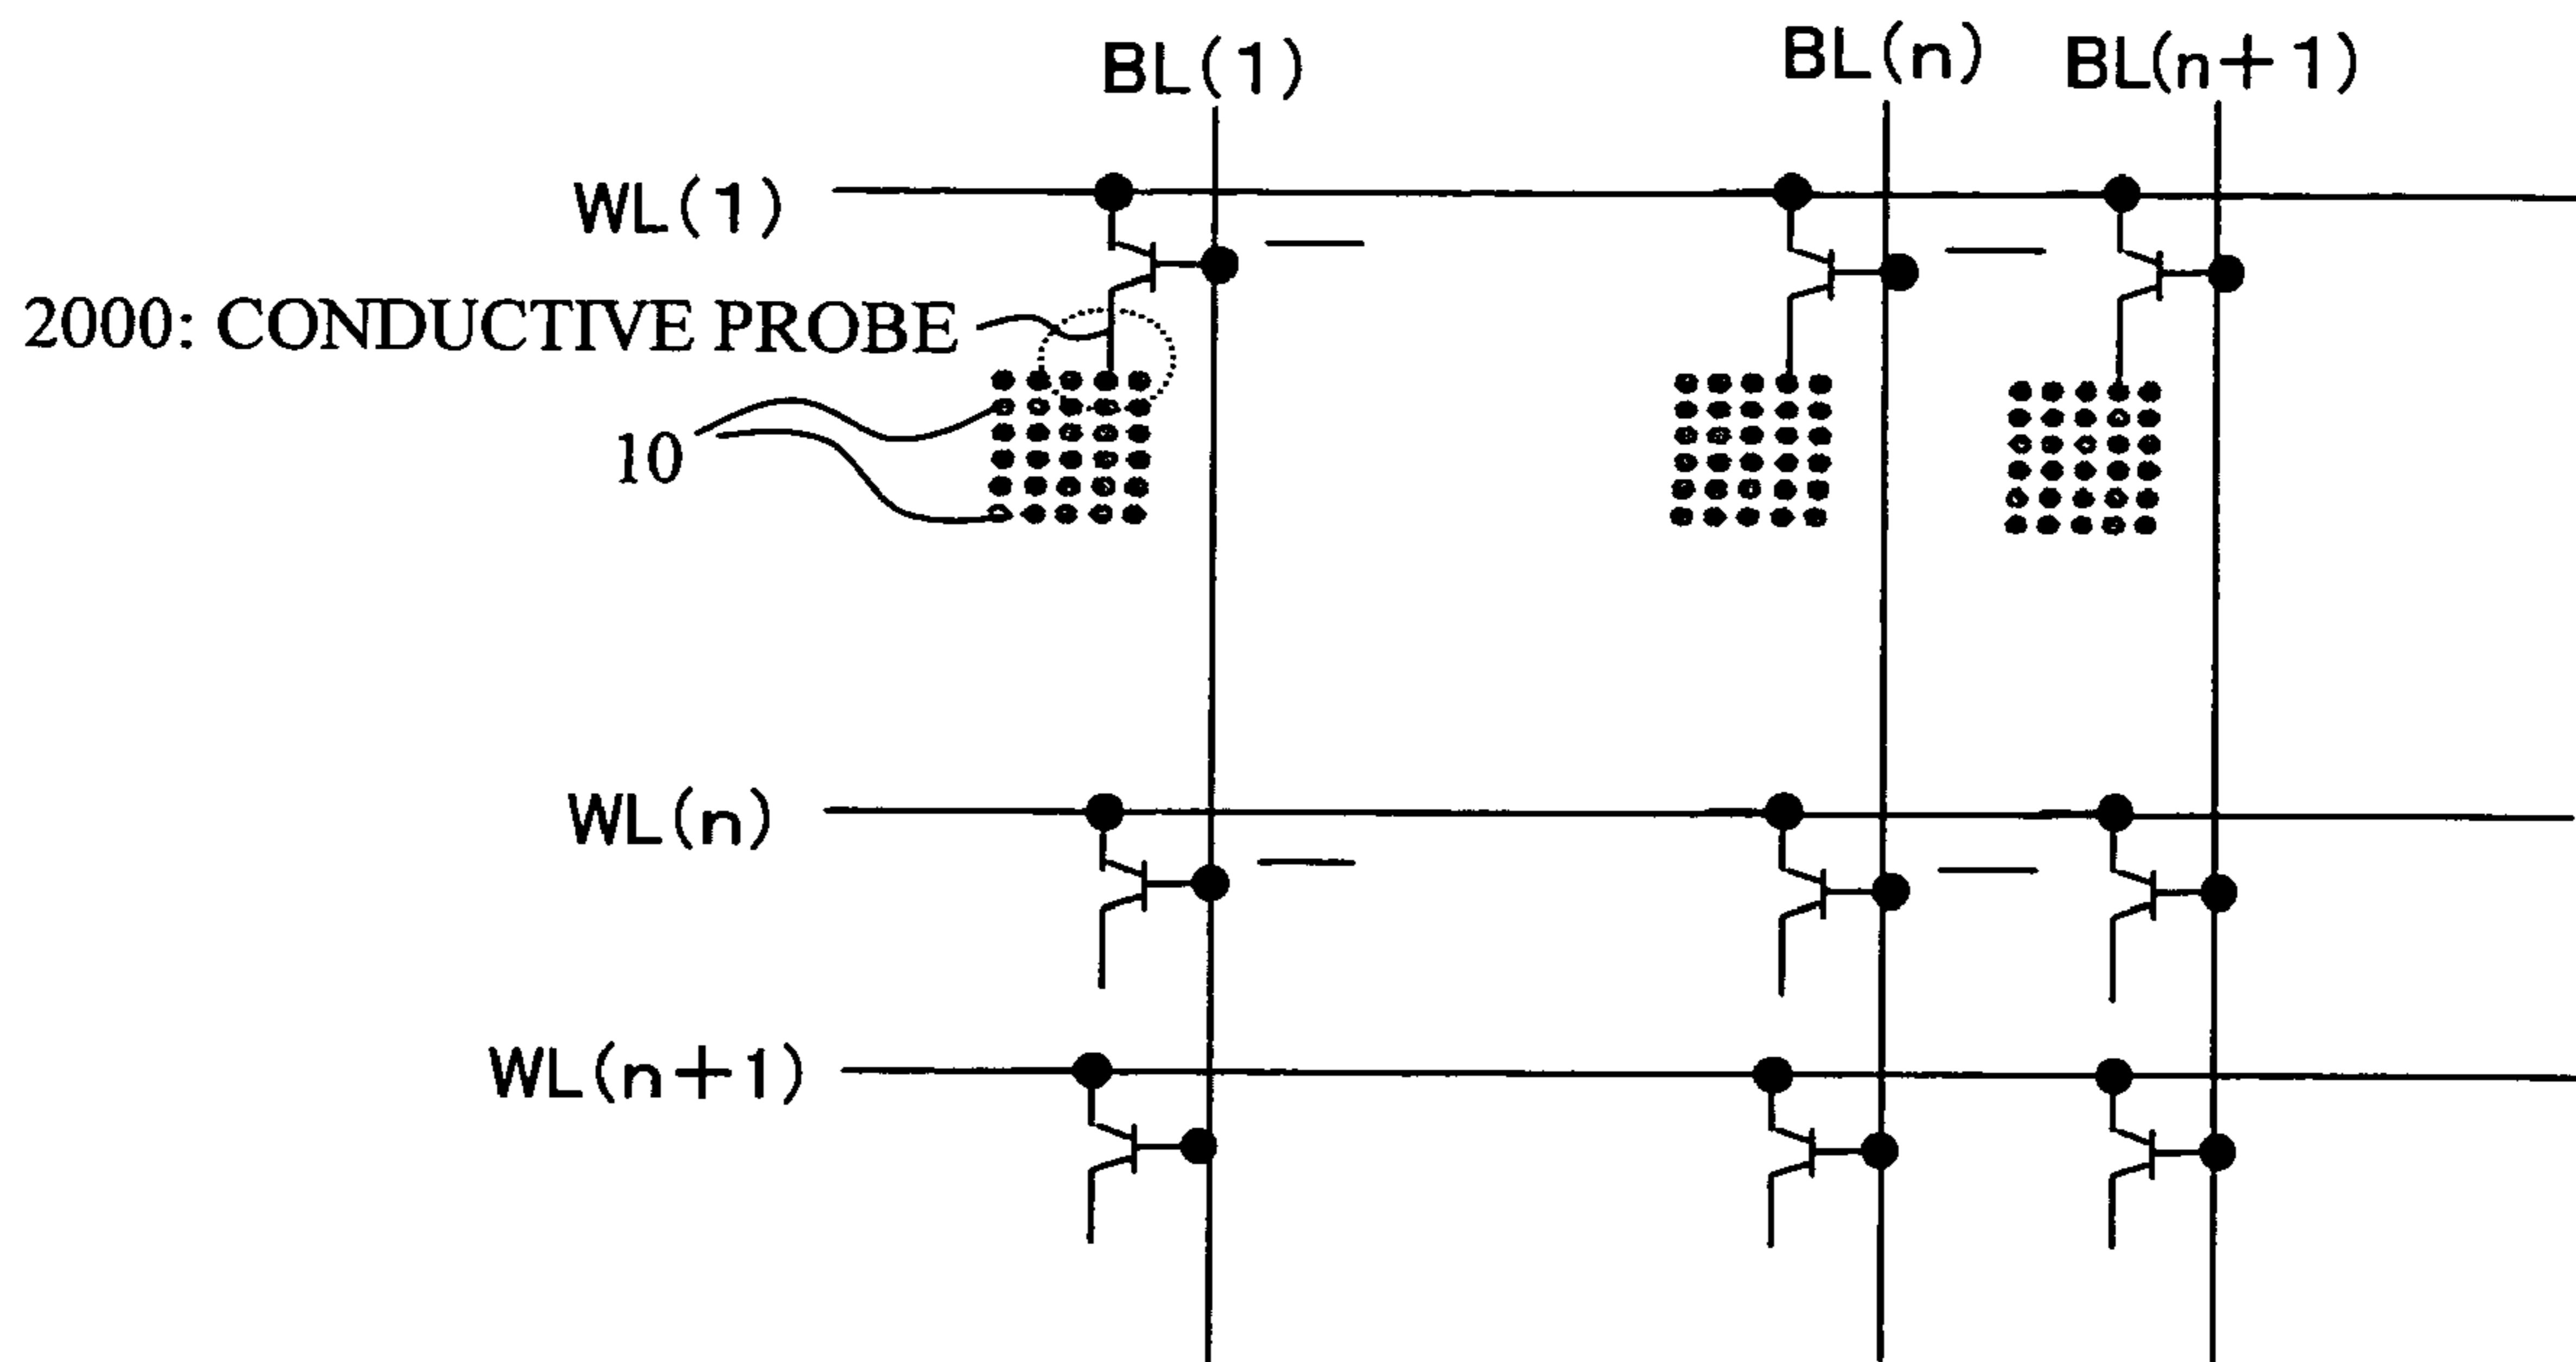 BL(1)
BL(n)
BL(n+1)
WL(1)
2000: CONDUCTIVE PROBE
10
WL(n)
WL(n+1)